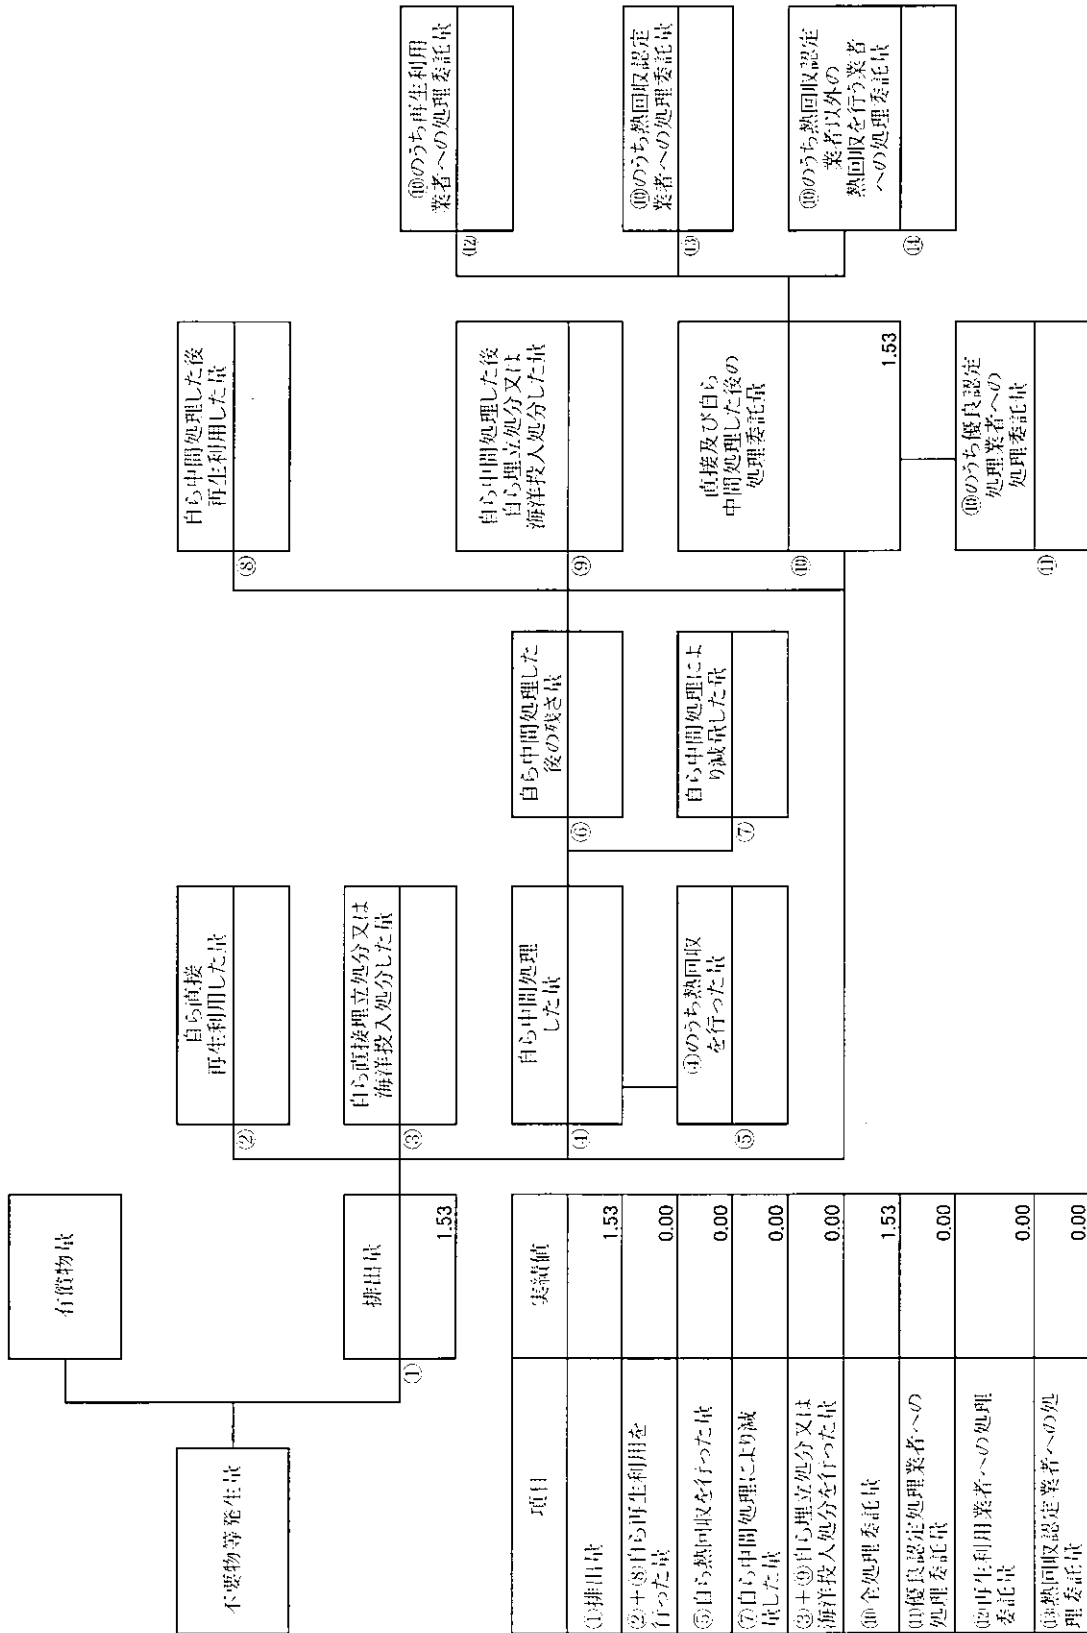 不要物等発生量
有償物量
①
排出量
1.53
②
自ら直接
再生利用した量
③
自ら直接埋立処分又は
海洋投入処分した量
④
自ら中間処理
した量
⑤
④のうち熱回収
を行った量
⑥
自ら中間処理した
後の残さ量
⑦
自ら中間処理によ
り減量した量
⑧
自ら中間処理した後
再生利用した量
⑨
自ら中間処理した後
自ら埋立処分又は
海洋投入処分した量
⑩
直接及び自ら
中間処理した後の
処理委託量
1.53
⑪
⑩のうち優良認定
処理業者への
処理委託量
⑫
⑩のうち再生利用
業者への処理委託量
⑬
⑩のうち熱回収認定
業者への処理委託量
⑭
⑩のうち熱回収認定
業者以外の
熱回収を行う業者
への処理委託量
項目
実績値
①排出量
1.53
②+⑧自ら再生利用を
行った量
0.00
⑤自ら熱回収を行った量
0.00
⑦自ら中間処理により減
量した量
0.00
③+⑨自ら埋立処分又は
海洋投入処分を行った量
0.00
⑩全処理委託量
1.53
⑪優良認定処理業者への
処理委託量
0.00
⑫再生利用業者への処理
委託量
0.00
⑬熱回収認定業者への処
理委託量
0.00